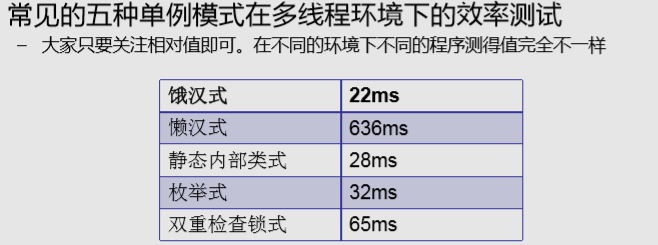 常见的五种单例模式在多线程环境下的效率测试
– 大家只要关注相对值即可。在不同的环境下不同的程序测得值完全不一样
饿汉式 22ms
懒汉式 636ms
静态内部类式 28ms
枚举式 32ms
双重检查锁式 65ms